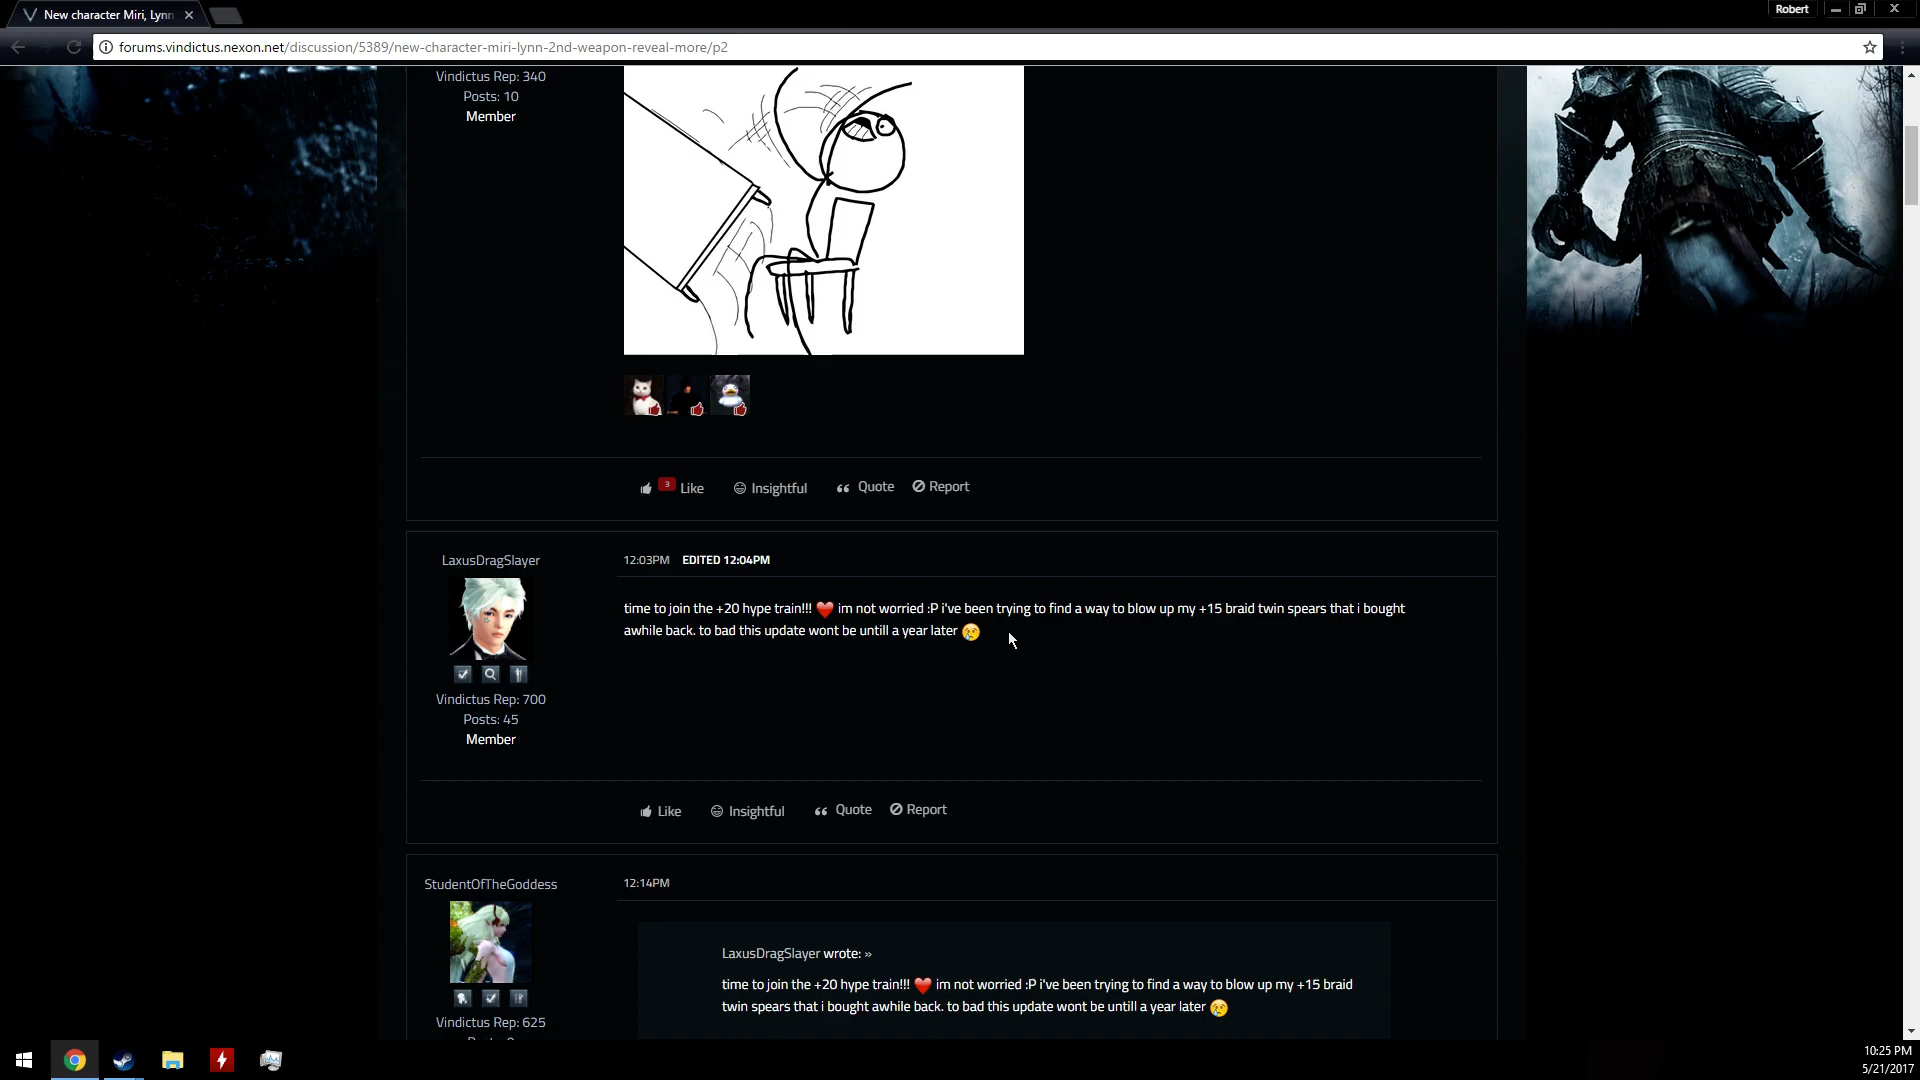 New character Miri, Lynn
Robert
forums.vindictus.nexon.net/discussion/5389/new-character-miri-lynn-2nd-weapon-reveal-more/p2
Vindictus Rep: 340
Posts: 10
Member
3 Like Insightful Quote Report
LaxusDragSlayer
12:03PM EDITED 12:04PM
time to join the +20 hype train!!! ❤️ im not worried :P i've been trying to find a way to blow up my +15 braid twin spears that i bought
awhile back. to bad this update wont be untill a year later 😢
Vindictus Rep: 700
Posts: 45
Member
Like Insightful Quote Report
StudentOfTheGoddess
12:14PM
LaxusDragSlayer wrote: »
time to join the +20 hype train!!! ❤️ im not worried :P i've been trying to find a way to blow up my +15 braid
twin spears that i bought awhile back. to bad this update wont be untill a year later 😢
Vindictus Rep: 625
10:25 PM
5/21/2017